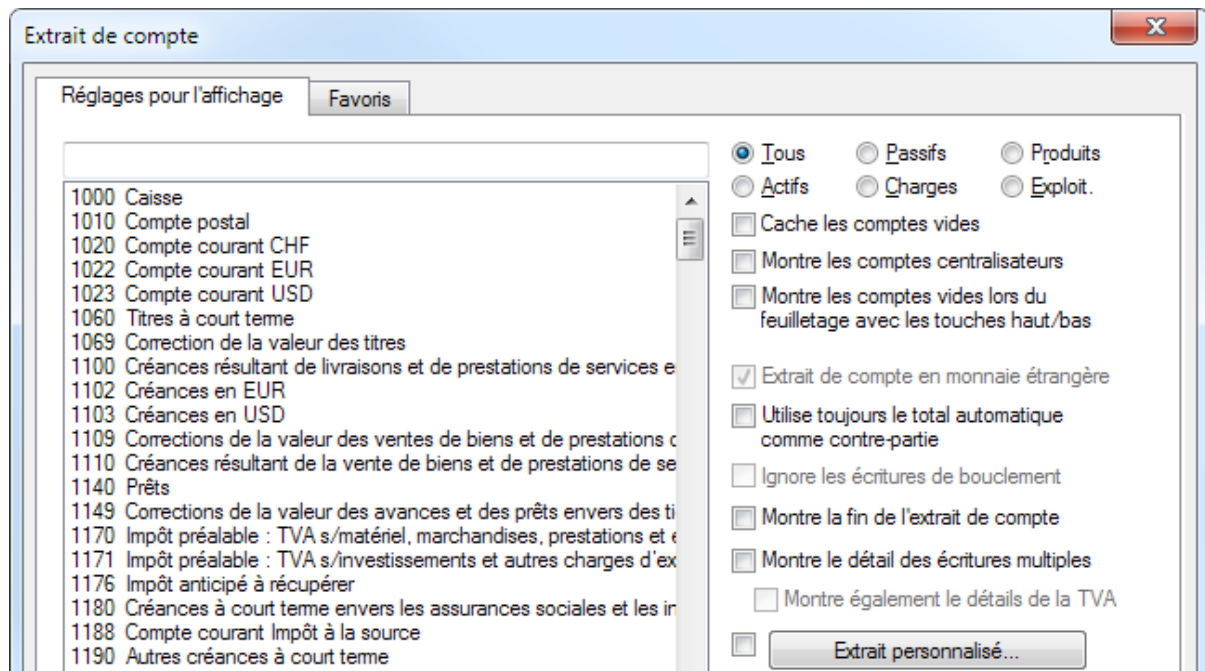 Extrait de compte
Réglages pour l'affichage
Favoris
1000 Caisse
1010 Compte postal
1020 Compte courant CHF
1022 Compte courant EUR
1023 Compte courant USD
1060 Titres à court terme
1069 Correction de la valeur des titres
1100 Créances résultant de livraisons et de prestations de services e
1102 Créances en EUR
1103 Créances en USD
1109 Corrections de la valeur des ventes de biens et de prestations d
1110 Créances résultant de la vente de biens et de prestations de se
1140 Prêts
1149 Corrections de la valeur des avances et des prêts envers des ti
1170 Impôt préalable : TVA s/matériel, marchandises, prestations et e
1171 Impôt préalable : TVA s/investissements et autres charges d'ex
1176 Impôt anticipé à récupérer
1180 Créances à court terme envers les assurances sociales et les in
1188 Compte courant Impôt à la source
1190 Autres créances à court terme
Tous
Passifs
Produits
Actifs
Charges
Exploit.
Cache les comptes vides
Montre les comptes centralisateurs
Montre les comptes vides lors du
feuilletage avec les touches haut/bas
Extrait de compte en monnaie étrangère
Utilise toujours le total automatique
comme contre-partie
Ignore les écritures de bouclement
Montre la fin de l'extrait de compte
Montre le détail des écritures multiples
Montre également le détails de la TVA
Extrait personnalisé...